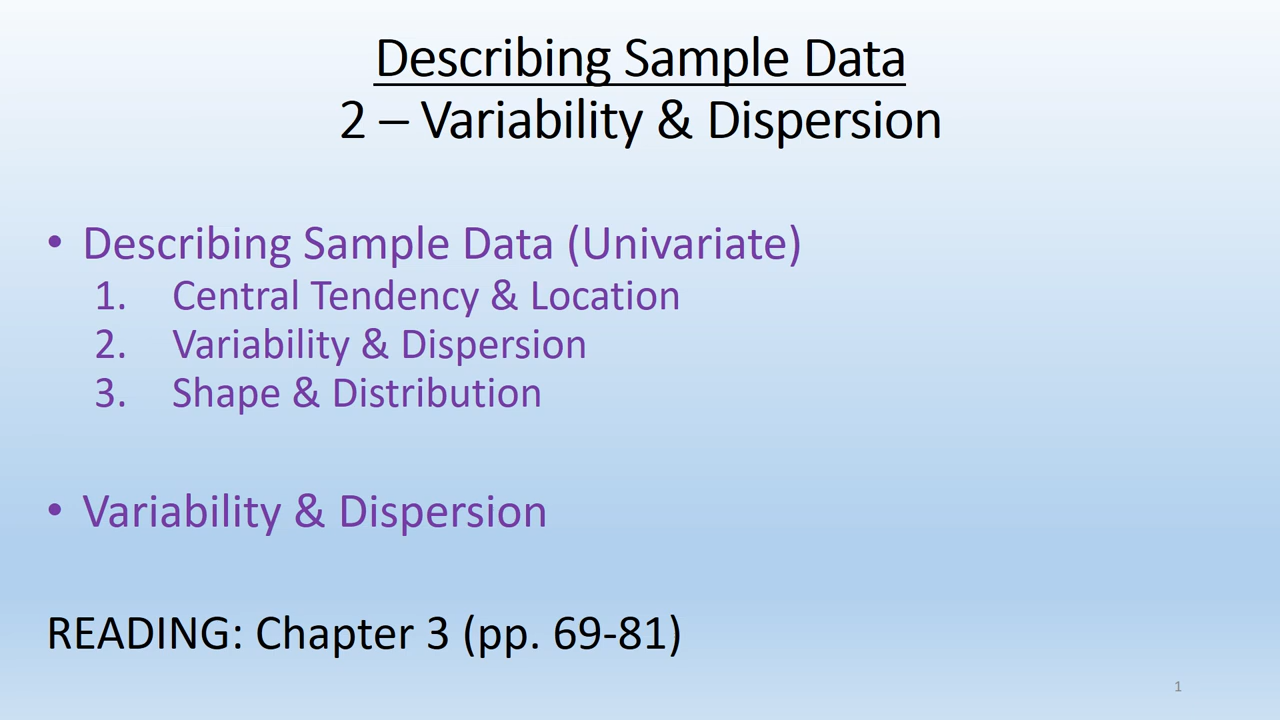 Describing Sample Data
2 – Variability & Dispersion
• Describing Sample Data (Univariate)
1. Central Tendency & Location
2. Variability & Dispersion
3. Shape & Distribution
• Variability & Dispersion
READING: Chapter 3 (pp. 69-81)
1